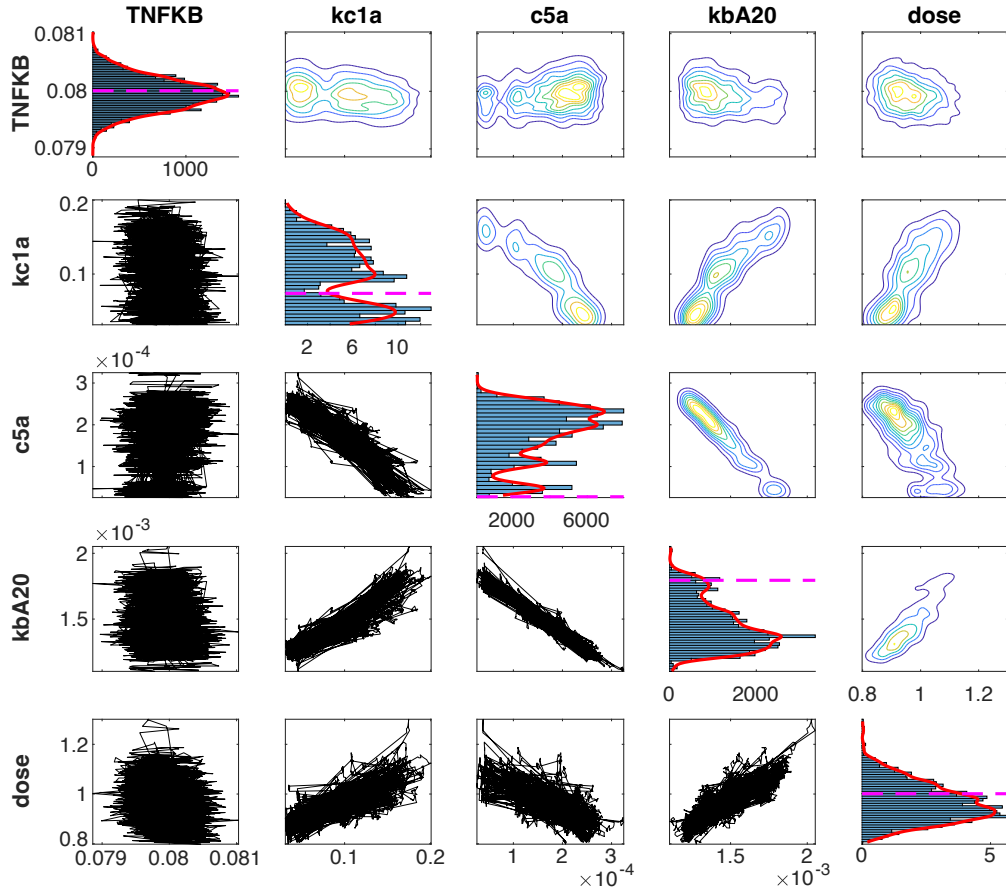 TNFKB kc1a c5a kbA20 dose
TNFKB
0.081
0.08
0.079
0 1000
kc1a
0.2
0.1
2 6 10
×10⁻⁴
c5a
3
2
1
2000 6000
×10⁻³
kbA20
2
1.5
0 2000
0.8 1 1.2
dose
1.2
1
0.8
0.079 0.08 0.081
0.1 0.2
1 2 3
×10⁻⁴
1.5 2
×10⁻³
0 5